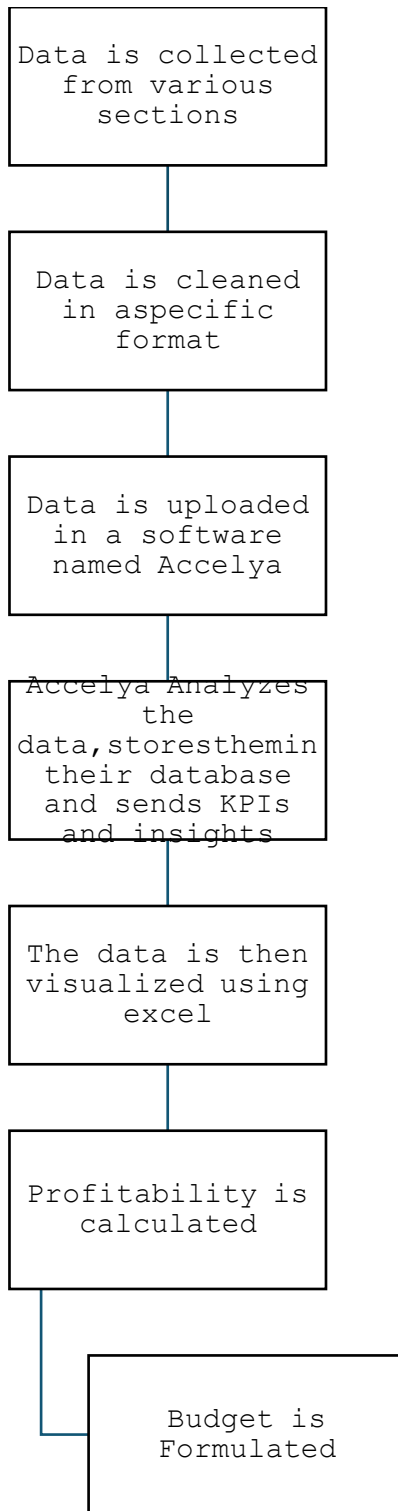 Data is collected
from various
sections
Data is cleaned
in aspecific
format
Data is uploaded
in a software
named Accelya
Accelya Analyzes
the
data,storesthemin
their database
and sends KPIs
and insights
The data is then
visualized using
excel
Profitability is
calculated
Budget is
Formulated